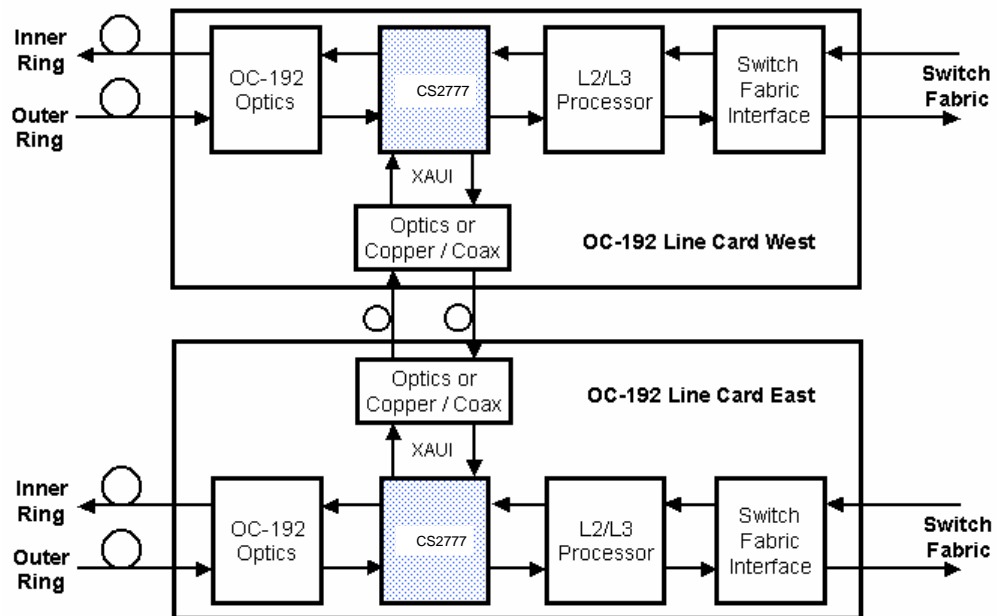 Inner
Ring
Outer
Ring
OC-192
Optics
CS2777
L2/L3
Processor
Switch
Fabric
Interface
Switch
Fabric
XAUI
Optics or
Copper / Coax
OC-192 Line Card West
Optics or
Copper / Coax
OC-192 Line Card East
XAUI
Inner
Ring
Outer
Ring
OC-192
Optics
CS2777
L2/L3
Processor
Switch
Fabric
Interface
Switch
Fabric